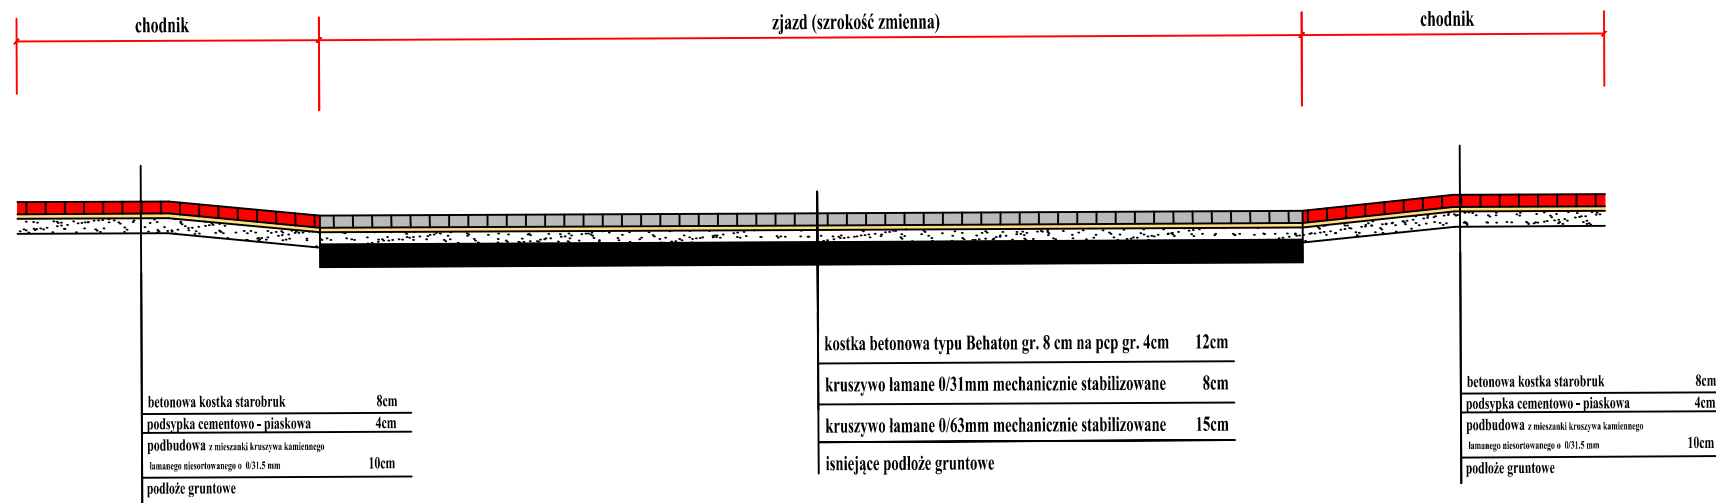 chodnik
zjazd (szrokość zmienna)
chodnik
kostka betonowa typu Behaton gr. 8 cm na pcp gr. 4cm 12cm
kruszywo łamane 0/31mm mechanicznie stabilizowane 8cm
kruszywo łamane 0/63mm mechanicznie stabilizowane 15cm
isniejące podłoże gruntowe
betonowa kostka starobruk 8cm
podsypka cementowo - piaskowa 4cm
podbudowa z mieszanki kruszywa kamiennego
łamanego niesortowanego o 0/31.5 mm 10cm
podłoże gruntowe
betonowa kostka starobruk 8cm
podsypka cementowo - piaskowa 4cm
podbudowa z mieszanki kruszywa kamiennego
łamanego niesortowanego o 0/31.5 mm 10cm
podłoże gruntowe